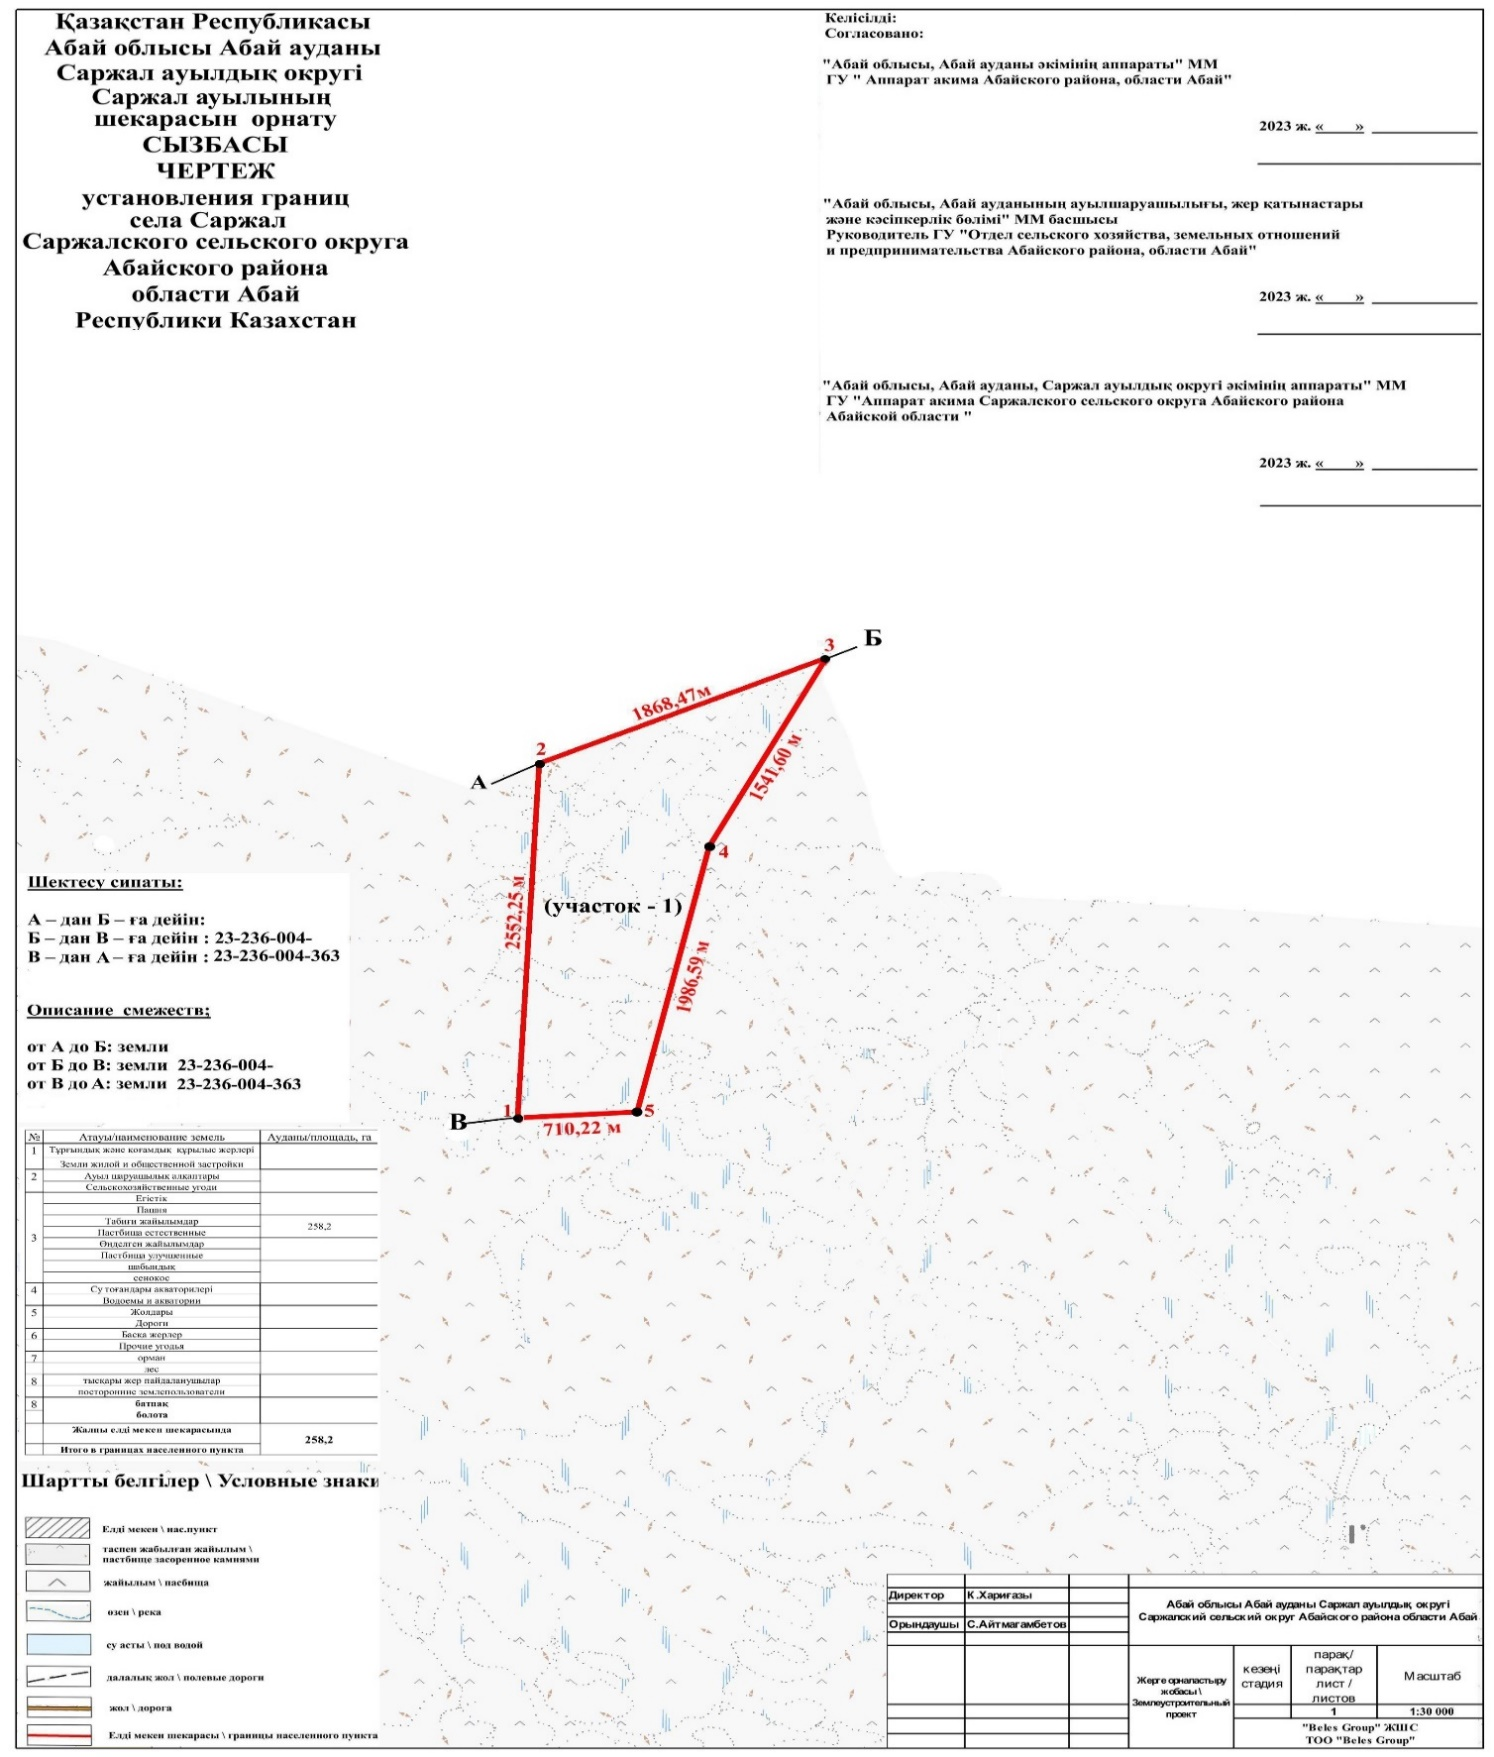 Қазақстан Республикасы
Абай облысы Абай ауданы
Саржал ауылдық округі
Саржал ауылының
шекарасын орнату
СЫЗБАСЫ
ЧЕРТЕЖ
установления границ
села Саржал
Саржалского сельского округа
Абайского района
области Абай
Республики Казахстан
Келісілді:
Согласовано:
"Абай облысы, Абай ауданы әкімінің аппараты" ММ
ГУ " Аппарат акима Абайского района, области Абай"
2023 ж. «___»
"Абай облысы, Абай ауданының ауылшаруашылығы, жер қатынастары
және кәсіпкерлік бөлімі" ММ басшысы
Руководитель ГУ "Отдел сельского хозяйства, земельных отношений
и предпринимательства Абайского района, области Абай"
2023 ж. «___»
"Абай облысы, Абай ауданы, Саржал ауылдық округі әкімінің аппараты" ММ
ГУ "Аппарат акима Саржалского сельского округа Абайского района
Абайской области "
2023 ж. «___»
3
Б
1868,47м
2
А
1541,60 м
4
2552,25 м
(участок - 1)
1986,59 м
1
5
В
710,22 м
Шектесу сипаты:
А – дан Б – ға дейін:
Б – дан В – ға дейін : 23-236-004-
В – дан А – ға дейін : 23-236-004-363
Описание смежеств;
от А до Б: земли
от Б до В: земли 23-236-004-
от В до А: земли 23-236-004-363
№ Атауы/наименование земель Ауданы/площадь, га
1 Тұрғындық және коғамдық құрылыс жерлері
Земли жилой и общественной застройки
2 Ауыл шаруашылық алқаптары
Сельскохозяйственные угоди
Егістік
Пашня
Табиғи жайылымдар
3 Пастбища естественные 258,2
Өңделген жайылымдар
Пастбища улучшенные
шабындық
сенокос
4 Су тоғандары акваторилері
Водоемы и акватории
5 Жолдары
Дороги
6 Басқа жерлер
Прочие угодья
7 орман
лес
8 тысқары жер пайдаланушылар
посторонние землепользователи
8 батпақ
болота
Жалпы елді мекен шекарасында
258,2
Итого в границах населенного пункта
Шартты белгілер \ Условные знаки
Елді мекен \ нас.пункт
таспен жабылған жайылым \
пастбище засоренное камнями
жайылым \ пасбища
өзен \ река
су асты \ под водой
далалық жол \ полевые дороги
жол \ дорога
Елді мекен шекарасы \ границы населенного пункта
Директор К.Хариғазы
Орындаушы С.Айтмагамбетов
Абай облысы Абай ауданы Саржал ауылдық округі
Саржалский сельский округ Абайского района области Абай
Жерге орналастыру
жобасы \
Землеустроительный
проект
кезеңі
стадия
парақ/
парақтар
лист /
листов
Масштаб
1
1:30 000
"Beles Group" ЖШС
ТОО "Beles Group"